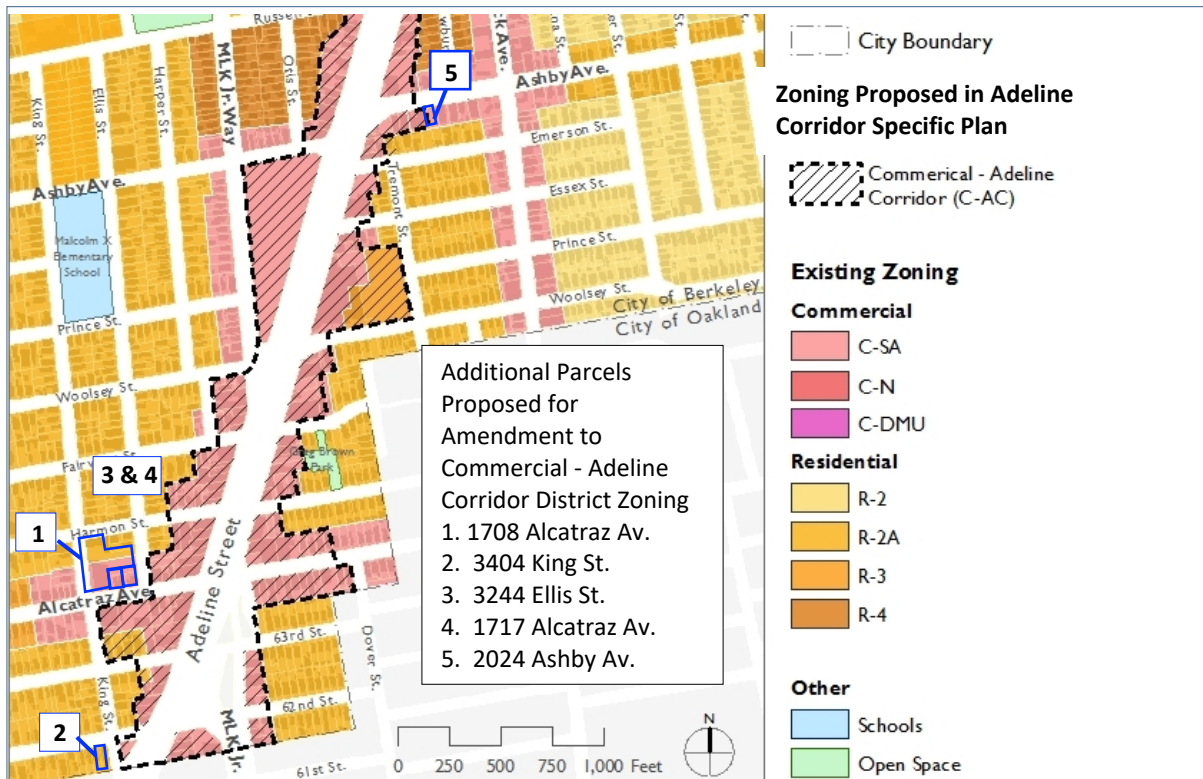 Russell
MLK Jr. Way
Otis St.
Ashby Ave.
Emerson St.
Essex St.
Prince St.
Woolsey St.
City of Berkeley
City of Oakland
Tremont St.
King St.
Ellis St.
Harper St.
Ashby Ave.
Malcolm X
Elementary
School
Prince St.
Woolsey St.
Harmon St.
Alcatraz Ave
Adeline Street
Park
63rd St.
62nd St.
61st St.
Dover St.
King St.
MLK Jr.
5
3 & 4
1
2
Additional Parcels
Proposed for
Amendment to
Commercial - Adeline
Corridor District Zoning
1. 1708 Alcatraz Av.
2. 3404 King St.
3. 3244 Ellis St.
4. 1717 Alcatraz Av.
5. 2024 Ashby Av.
0 250 500 750 1,000 Feet
N
City Boundary
Zoning Proposed in Adeline
Corridor Specific Plan
Commerical - Adeline
Corridor (C-AC)
Existing Zoning
Commercial
C-SA
C-N
C-DMU
Residential
R-2
R-2A
R-3
R-4
Other
Schools
Open Space